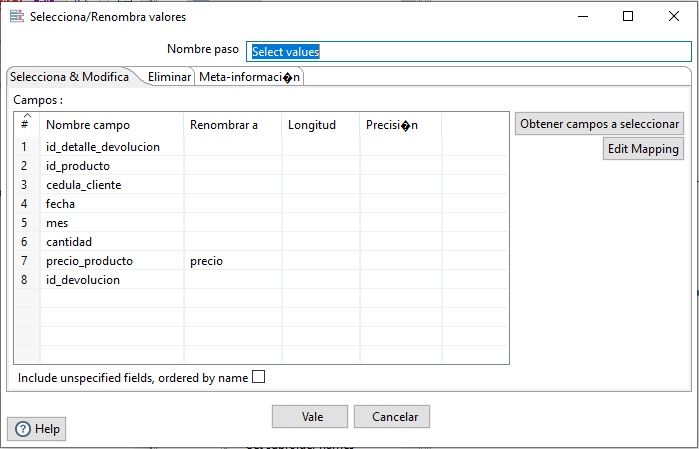 Selecciona/Renombra valores
Nombre paso Select values
Selecciona & Modifica Eliminar Meta-informaci�n
Campos :
# Nombre campo Renombrar a Longitud Precisi�n
Obtener campos a seleccionar
1 id_detalle_devolucion
Edit Mapping
2 id_producto
3 cedula_cliente
4 fecha
5 mes
6 cantidad
7 precio_producto precio
8 id_devolucion
Include unspecified fields, ordered by name
Vale Cancelar
Help